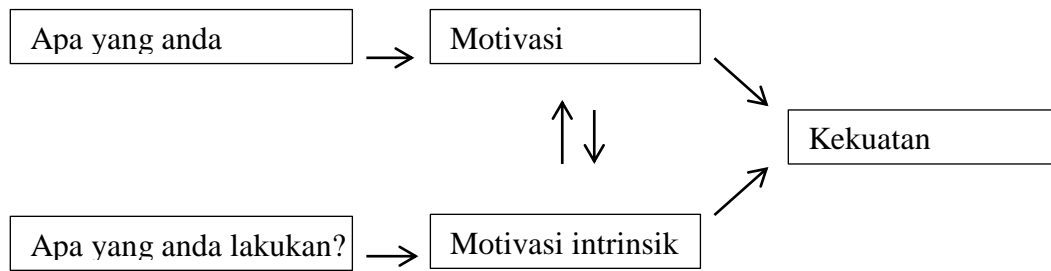 Apa yang anda
Motivasi
Kekuatan
Apa yang anda lakukan?
Motivasi intrinsik